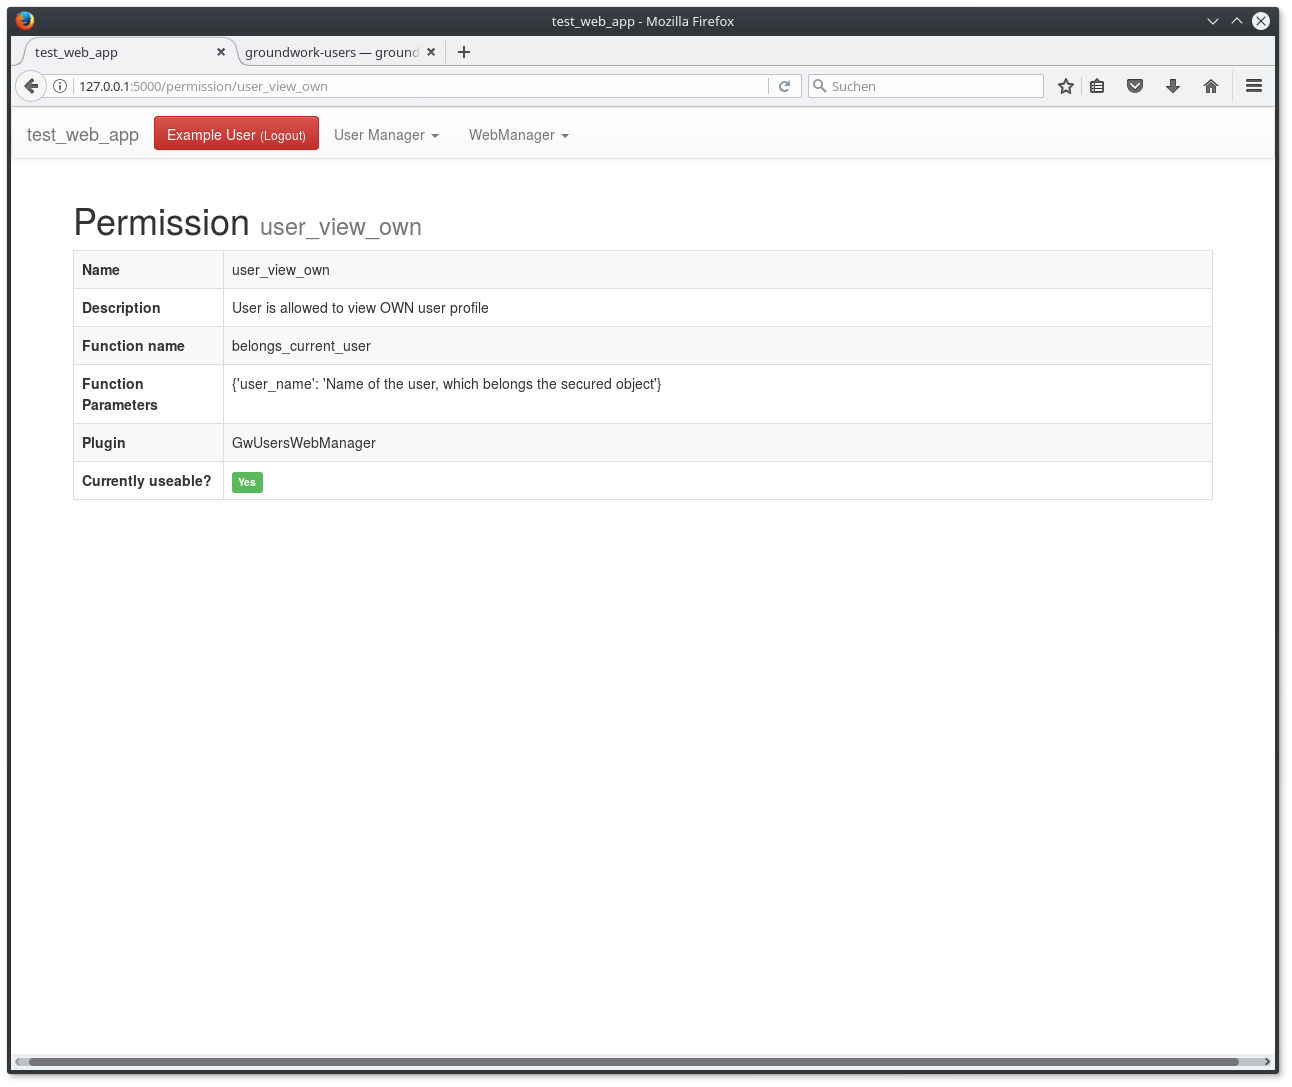 test_web_app - Mozilla Firefox
test_web_app groundwork-users — ground
127.0.0.1:5000/permission/user_view_own Suchen
test_web_app Example User (Logout) User Manager WebManager
Permission user_view_own
Name user_view_own
Description User is allowed to view OWN user profile
Function name belongs_current_user
Function {'user_name': 'Name of the user, which belongs the secured object'}
Parameters
Plugin GwUsersWebManager
Currently useable? Yes